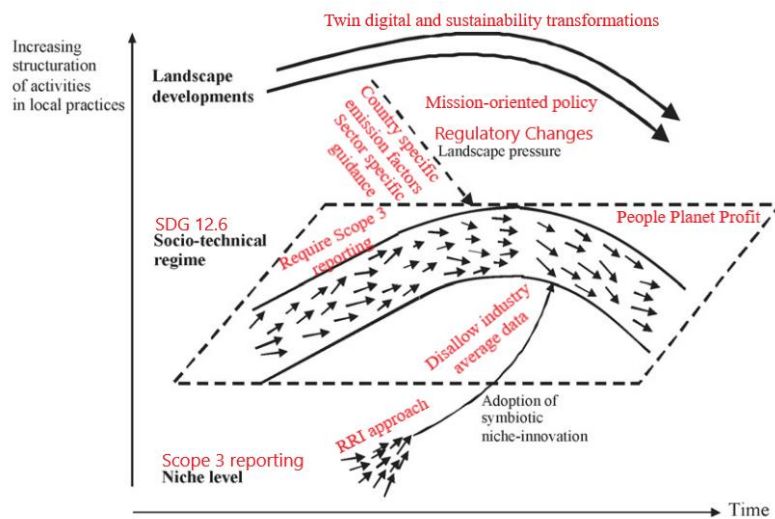 Twin digital and sustainability transformations
Increasing
structuration
of activities
in local practices
Landscape
developments
Mission-oriented policy
Country specific
emission factors
Sector specific
guidance
Regulatory Changes
Landscape pressure
People Planet Profit
SDG 12.6
Socio-technical
regime
Require Scope 3
reporting
Disallow industry
average data
RRI approach
Adoption of
symbiotic
niche-innovation
Scope 3 reporting
Niche level
Time